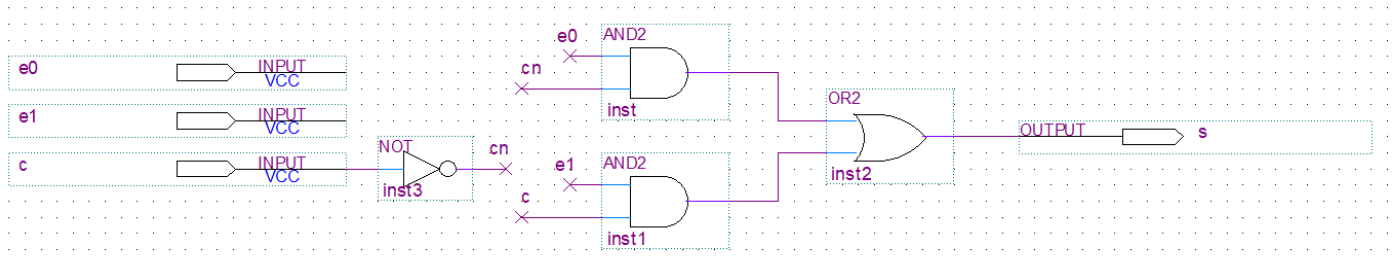 e0 INPUT
VCC
e1 INPUT
VCC
c INPUT
VCC
NOT
inst3
cn
e0
cn
AND2
inst
e1
c
AND2
inst1
OR2
inst2
OUTPUT s